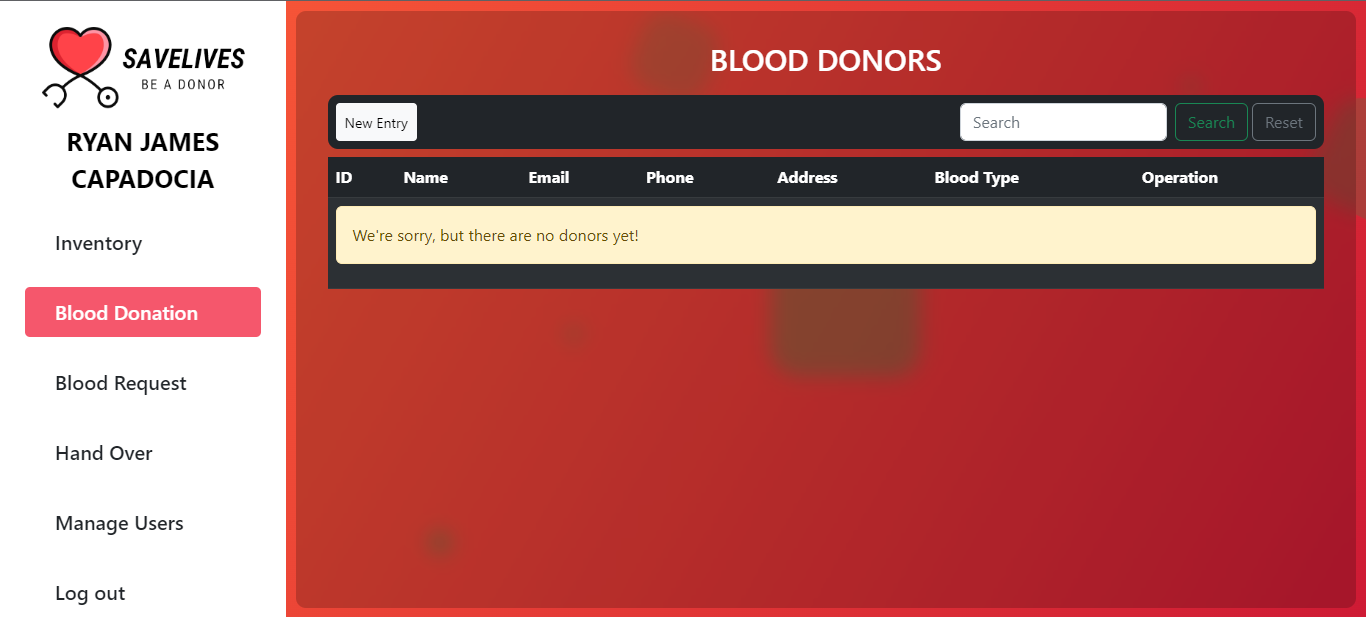 SAVELIVES
BE A DONOR
RYAN JAMES
CAPADOCIA
Inventory
Blood Donation
Blood Request
Hand Over
Manage Users
Log out
BLOOD DONORS
New Entry
Search
Search
Reset
ID Name Email Phone Address Blood Type Operation
We're sorry, but there are no donors yet!